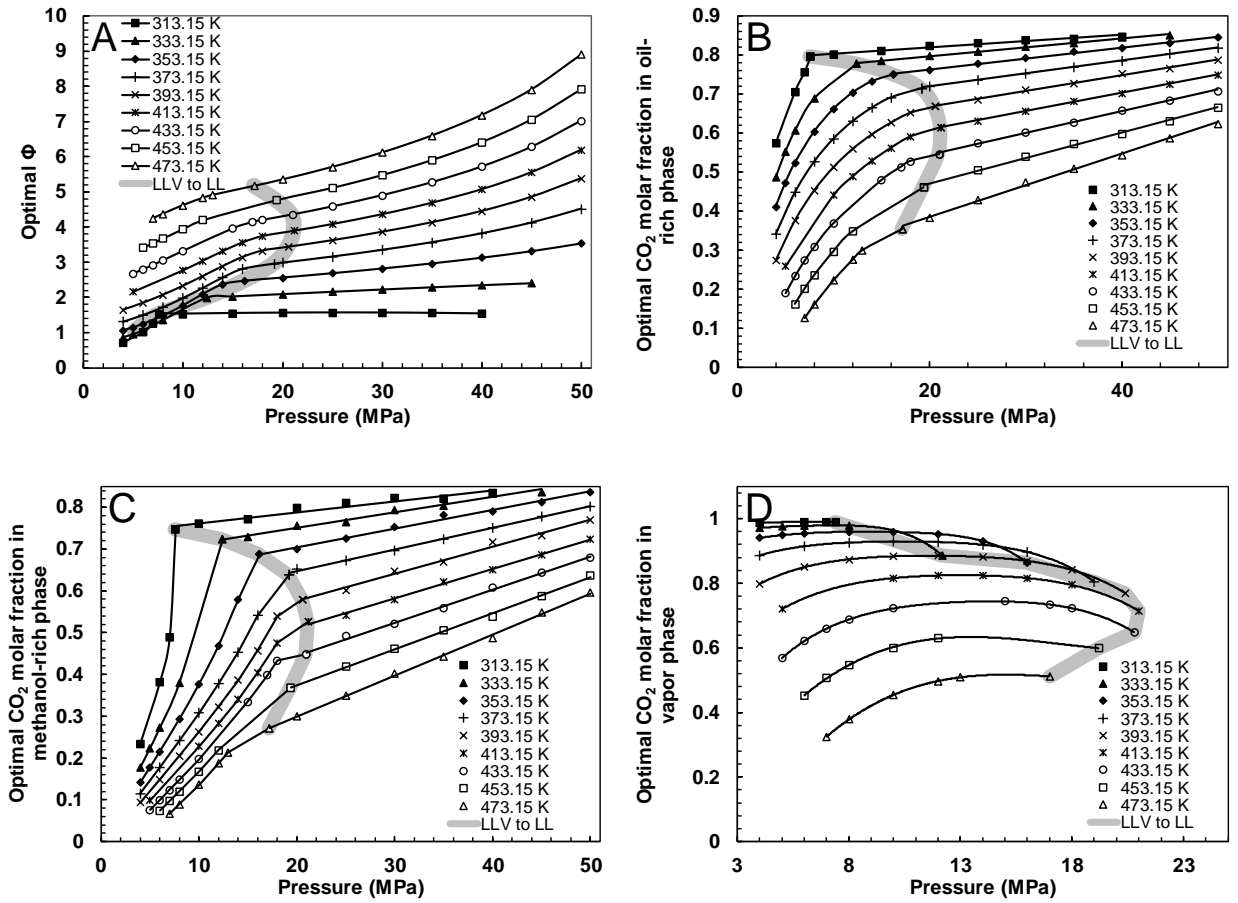 A
Optimal Φ
10
9
8
7
6
5
4
3
2
1
0
313.15 K
333.15 K
353.15 K
373.15 K
393.15 K
413.15 K
433.15 K
453.15 K
473.15 K
LLV to LL
0 10 20 30 40 50
Pressure (MPa)
B
Optimal CO2 molar fraction in oil-
rich phase
0.9
0.8
0.7
0.6
0.5
0.4
0.3
0.2
0.1
0
313.15 K
333.15 K
353.15 K
373.15 K
393.15 K
413.15 K
433.15 K
453.15 K
473.15 K
LLV to LL
0 20 40
Pressure (MPa)
C
Optimal CO2 molar fraction in
methanol-rich phase
0.8
0.7
0.6
0.5
0.4
0.3
0.2
0.1
0
313.15 K
333.15 K
353.15 K
373.15 K
393.15 K
413.15 K
433.15 K
453.15 K
473.15 K
LLV to LL
0 10 20 30 40 50
Pressure (MPa)
D
Optimal CO2 molar fraction in
vapor phase
1
0.8
0.6
0.4
0.2
0
313.15 K
333.15 K
353.15 K
373.15 K
393.15 K
413.15 K
433.15 K
453.15 K
473.15 K
LLV to LL
3 8 13 18 23
Pressure (MPa)